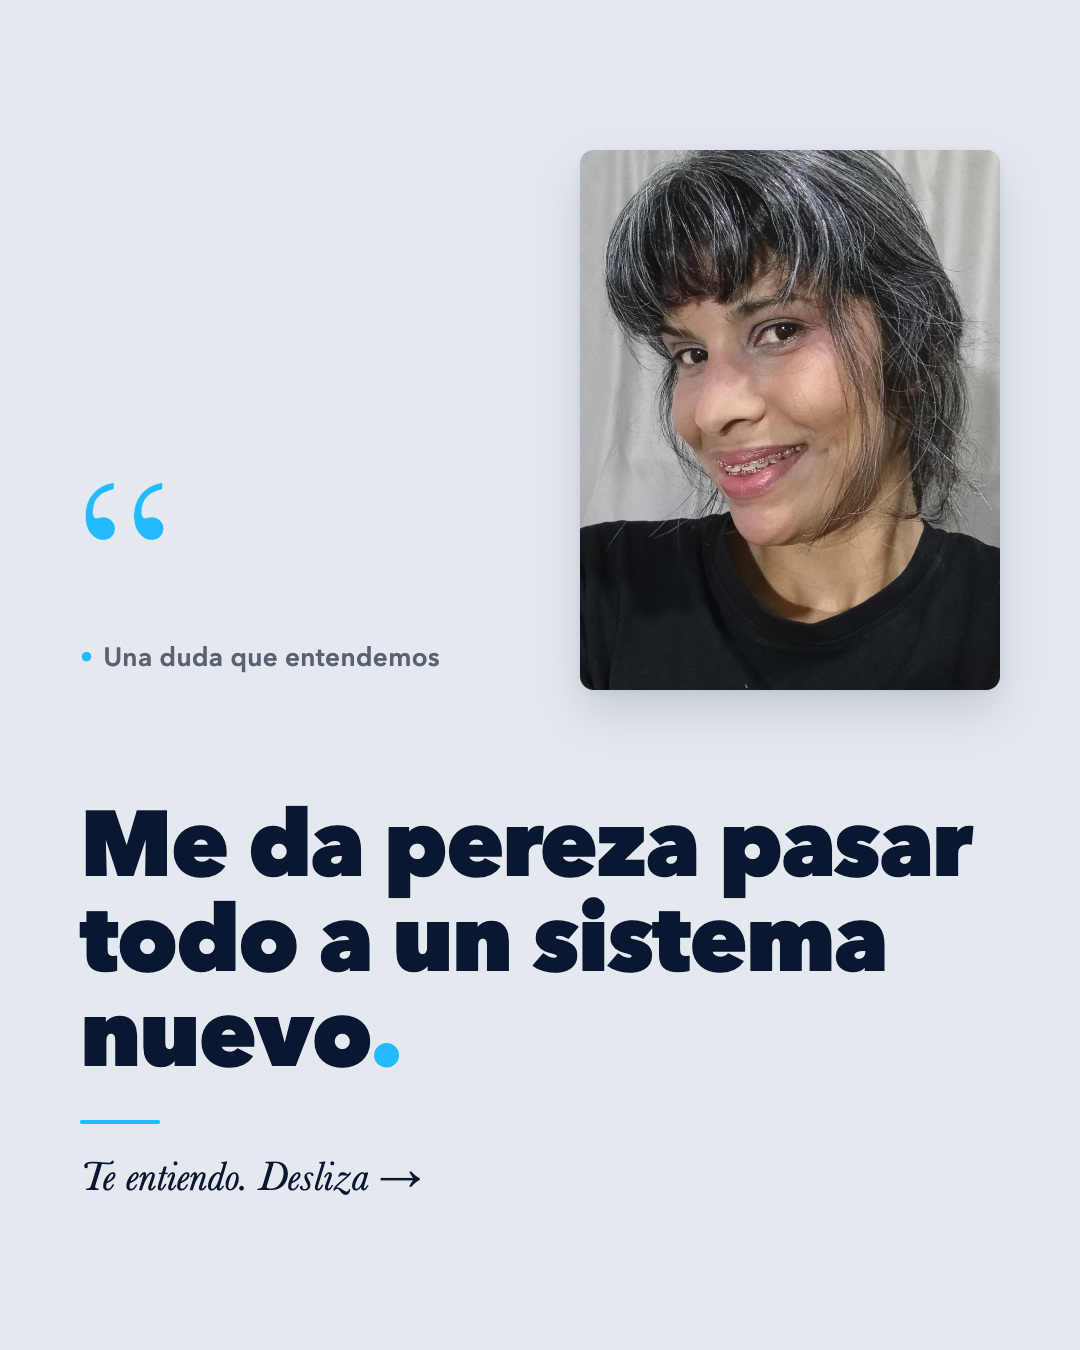 “
• Una duda que entendemos
Me da pereza pasar
todo a un sistema
nuevo.
Te entiendo. Desliza →